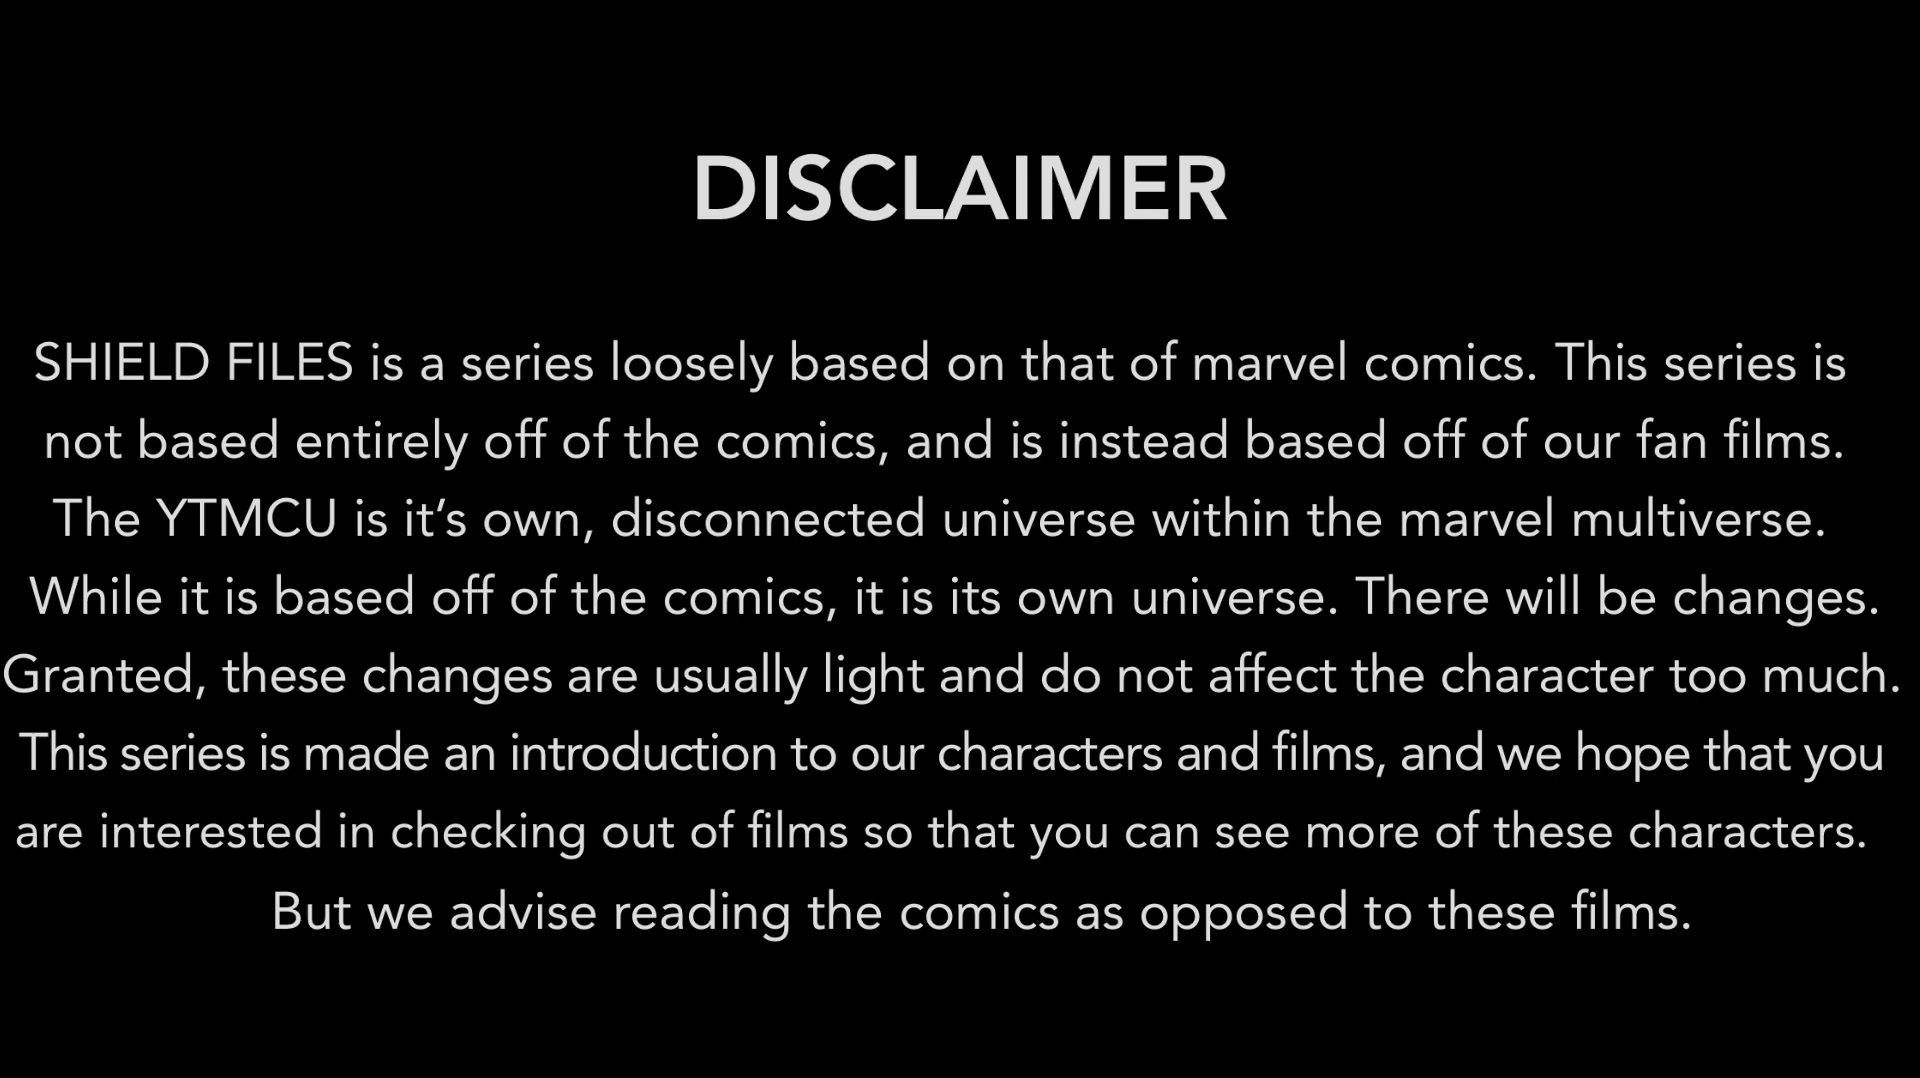 DISCLAIMER
SHIELD FILES is a series loosely based on that of marvel comics. This series is
not based entirely off of the comics, and is instead based off of our fan films.
The YTMCU is it’s own, disconnected universe within the marvel multiverse.
While it is based off of the comics, it is its own universe. There will be changes.
Granted, these changes are usually light and do not affect the character too much.
This series is made an introduction to our characters and films, and we hope that you
are interested in checking out of films so that you can see more of these characters.
But we advise reading the comics as opposed to these films.